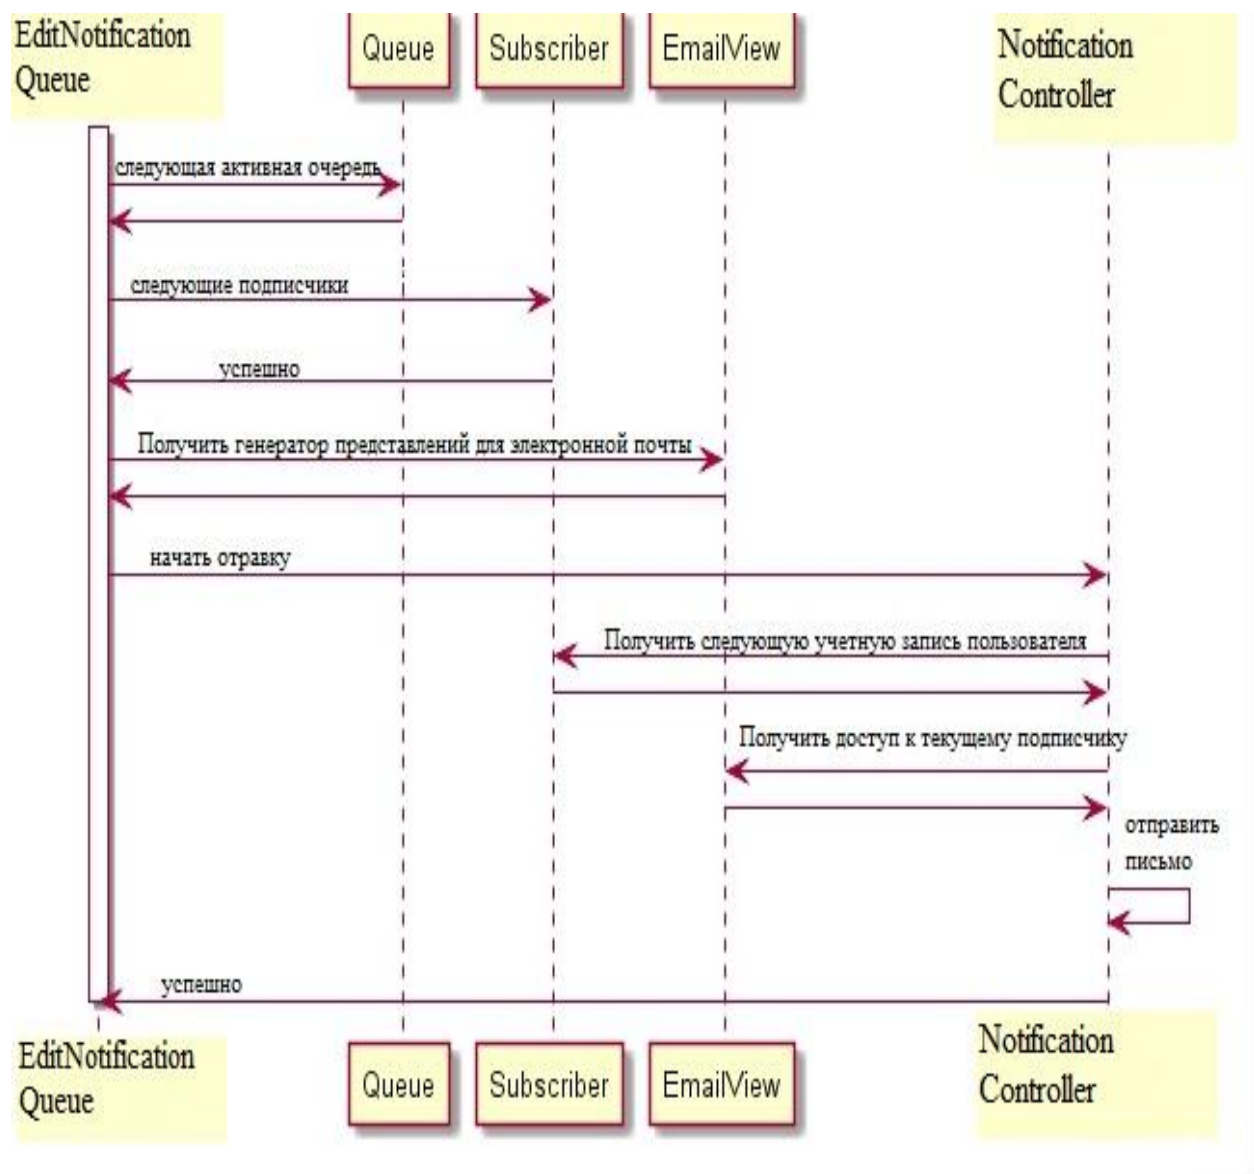 EditNotification
Queue
Queue
Subscriber
EmailView
Notification
Controller
следующая активная очередь
следующие подписчики
успешно
Получить генератор представлений для электронной почты
начать отравку
Получить следующую учетную запись пользователя
Получить доступ к текущему подписчику
отправить
письмо
успешно
EditNotification
Queue
Queue
Subscriber
EmailView
Notification
Controller